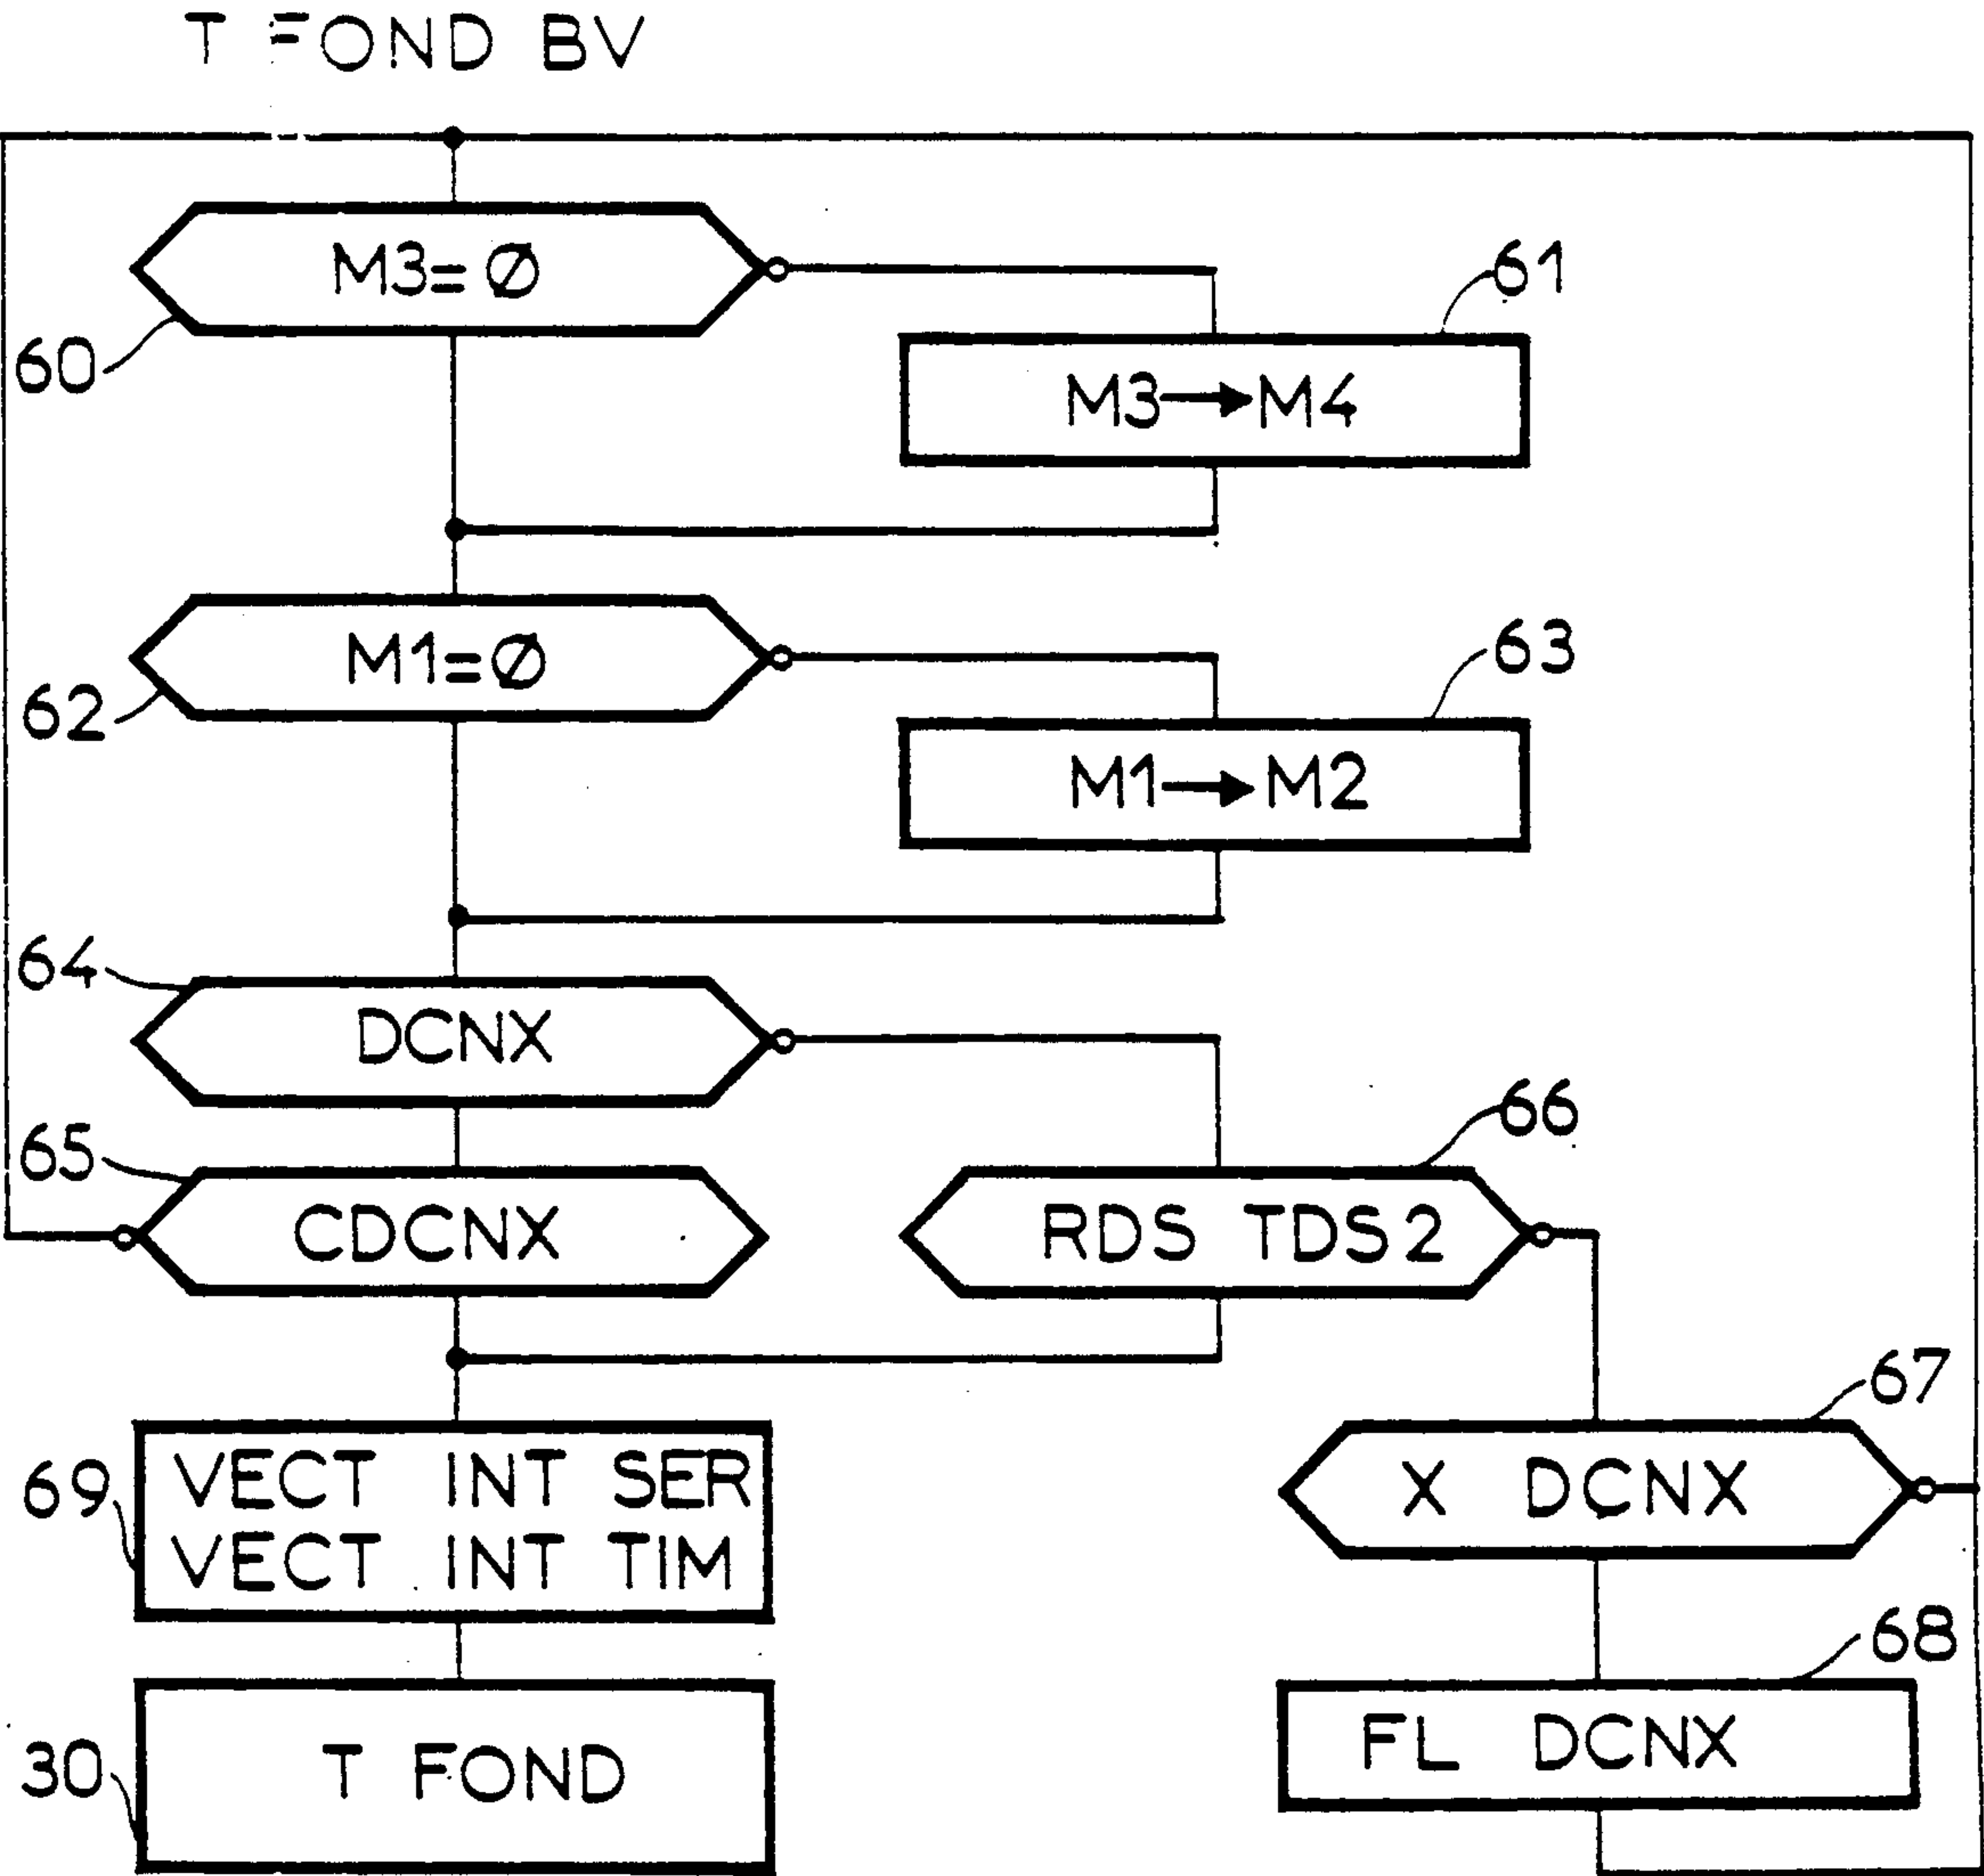 T FOND BV
M3=Ø
60
61
M3→M4
M1=Ø
62
63
M1→M2
64
DCNX
65
CDCNX
66
RDS TDS2
67
X DCNX
69
VECT INT SER
VECT INT TIM
68
FL DCNX
30
T FOND